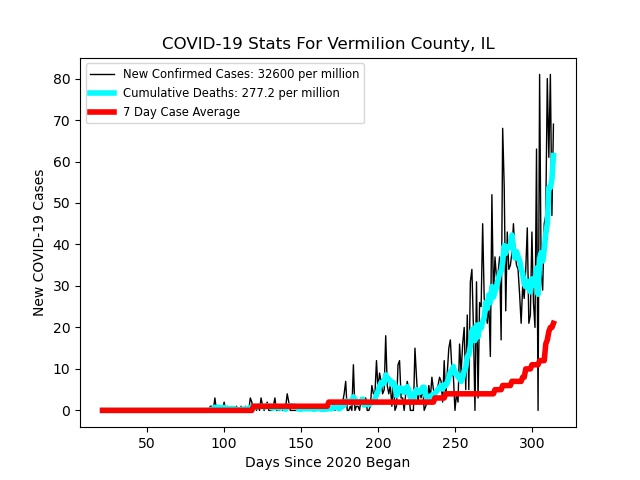 COVID-19 Stats For Vermilion County, IL
New Confirmed Cases: 32600 per million
Cumulative Deaths: 277.2 per million
7 Day Case Average
80
70
60
50
40
30
20
10
0
New COVID-19 Cases
50 100 150 200 250 300
Days Since 2020 Began